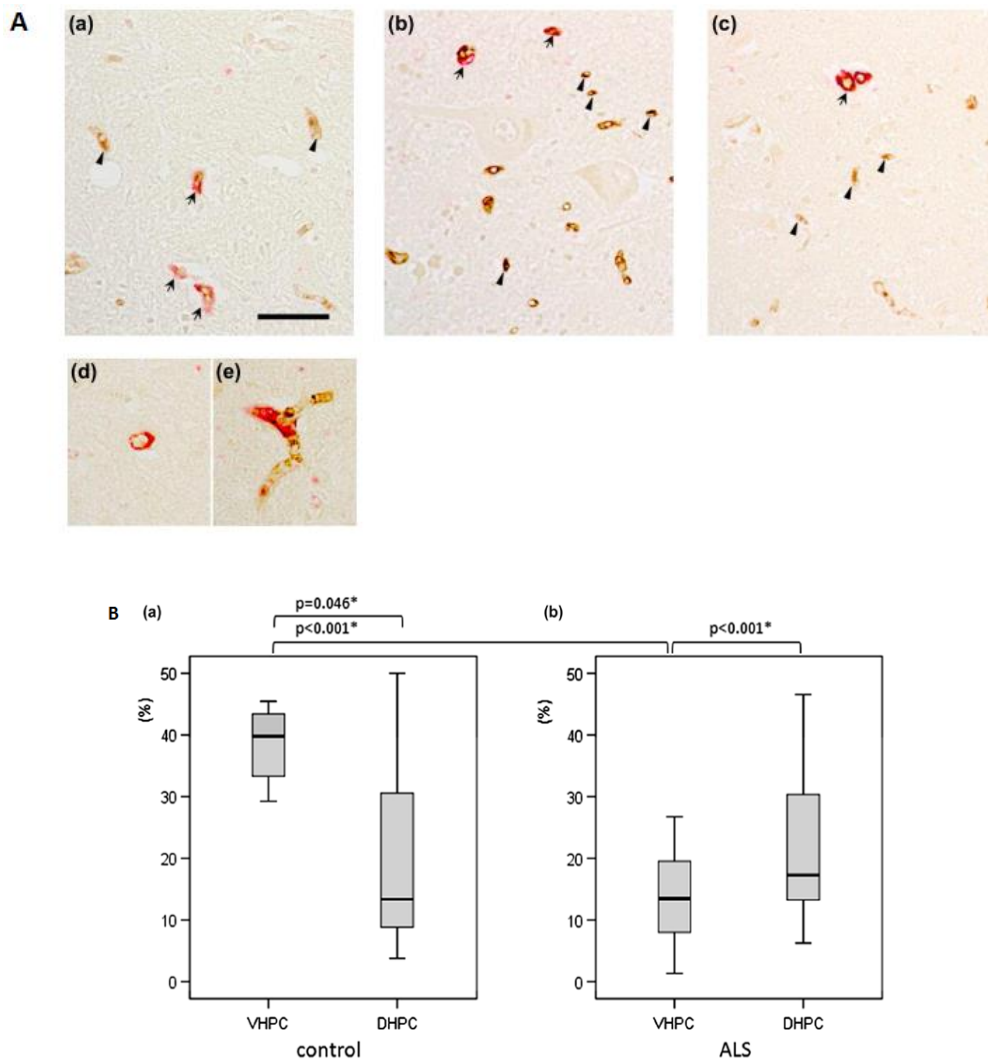 A
(a)
(b)
(c)
(d)
(e)
B (a) (b)
p=0.046*
p<0.001* p<0.001*
(%) (%)
50 50
40 40
30 30
20 20
10 10
0 0
VHPC DHPC VHPC DHPC
control ALS